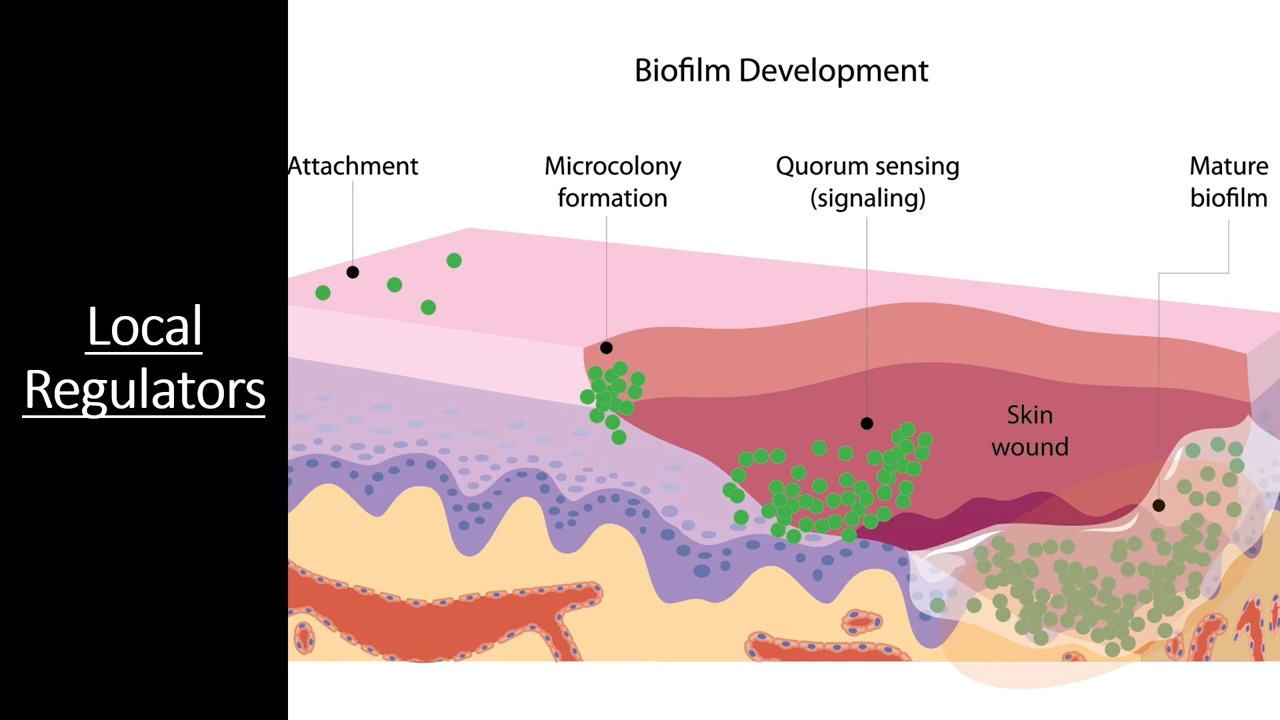 Local
Regulators
Biofilm Development
Attachment
Microcolony
formation
Quorum sensing
(signaling)
Mature
biofilm
Skin
wound